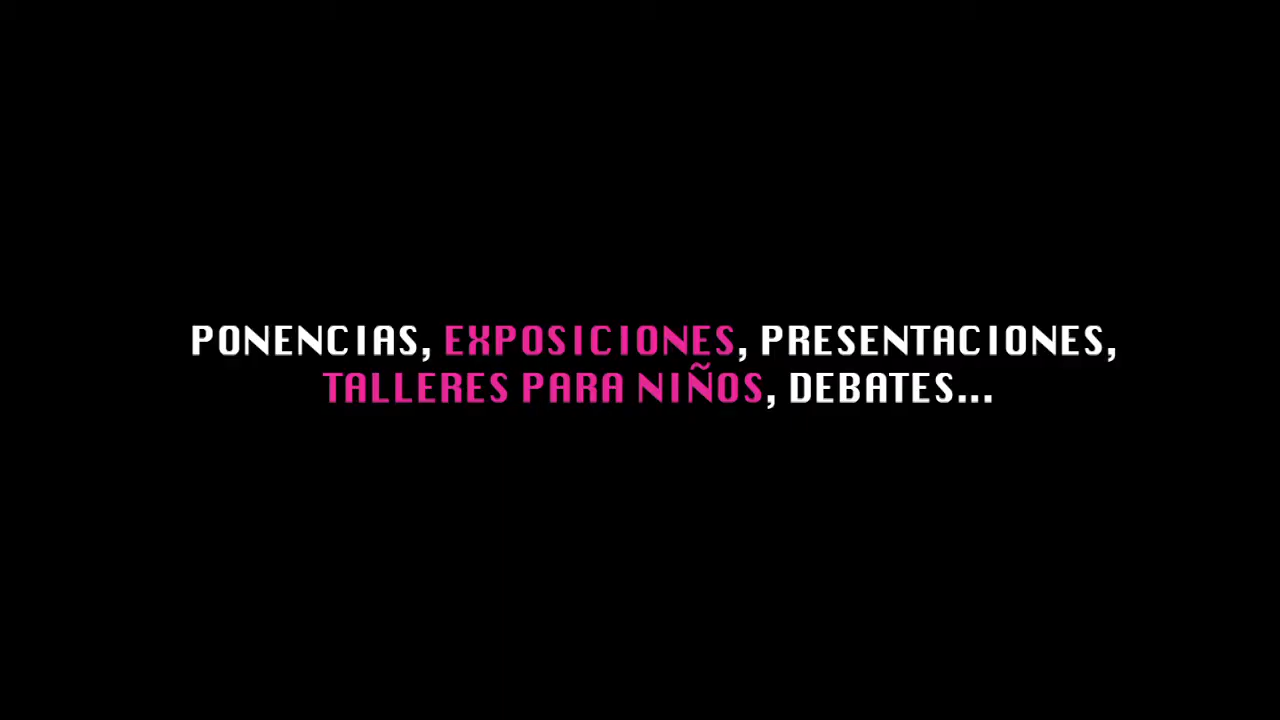 PONENCIAS, EXPOSICIONES, PRESENTACIONES,
TALLERES PARA NIÑOS, DEBATES...